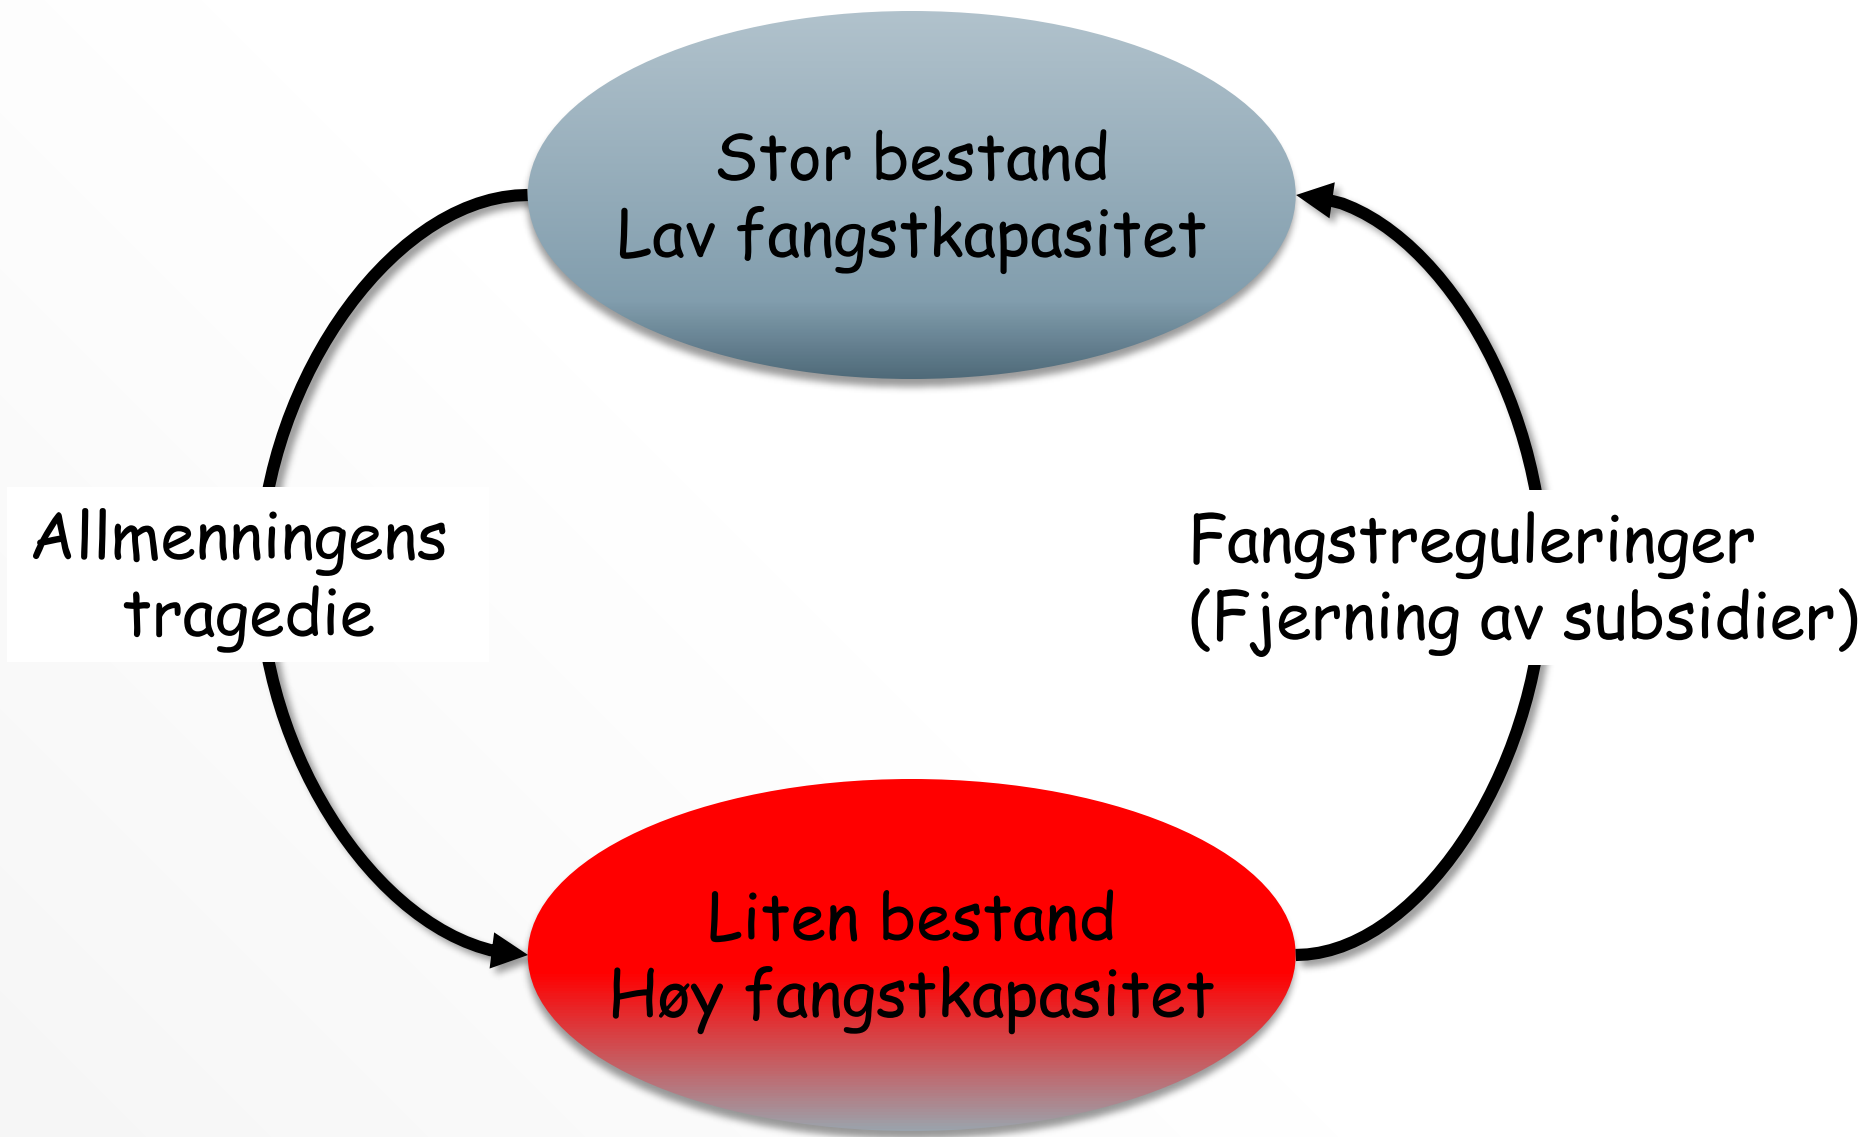 Stor bestand
Lav fangstkapasitet
Allmenningens
tragedie
Fangstreguleringer
(Fjerning av subsidier)
Liten bestand
Høy fangstkapasitet